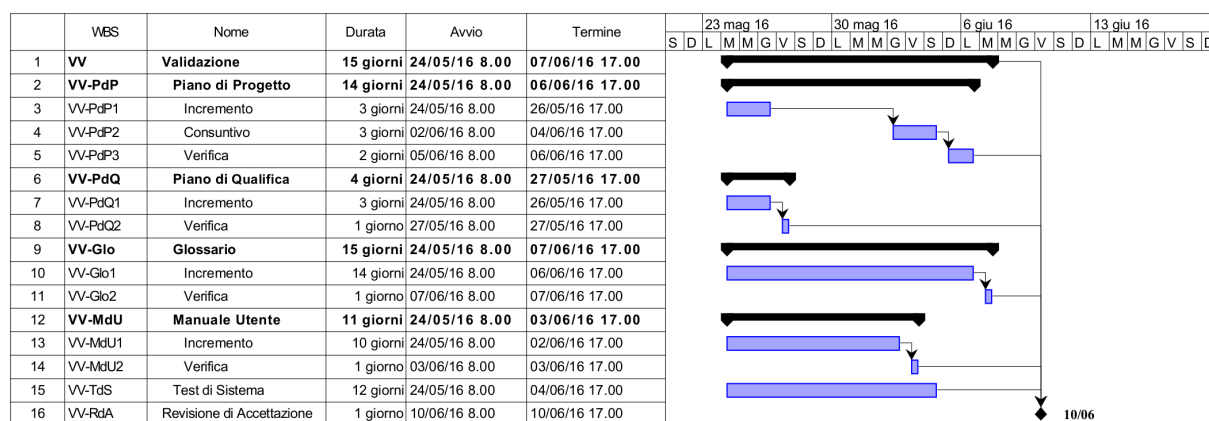 WBS Nome Durata Avvio Termine
23 mag 16 30 mag 16 6 giu 16 13 giu 16
S D L M M G V S D L M M G V S D L M M G V S D L M M G V S D
1 VV Validazione 15 giorni 24/05/16 8.00 07/06/16 17.00
2 VV-PdP Piano di Progetto 14 giorni 24/05/16 8.00 06/06/16 17.00
3 VV-PdP1 Incremento 3 giorni 24/05/16 8.00 26/05/16 17.00
4 VV-PdP2 Consuntivo 3 giorni 02/06/16 8.00 04/06/16 17.00
5 VV-PdP3 Verifica 2 giorni 05/06/16 8.00 06/06/16 17.00
6 VV-PdQ Piano di Qualifica 4 giorni 24/05/16 8.00 27/05/16 17.00
7 VV-PdQ1 Incremento 3 giorni 24/05/16 8.00 26/05/16 17.00
8 VV-PdQ2 Verifica 1 giorno 27/05/16 8.00 27/05/16 17.00
9 VV-Glo Glossario 15 giorni 24/05/16 8.00 07/06/16 17.00
10 VV-Glo1 Incremento 14 giorni 24/05/16 8.00 06/06/16 17.00
11 VV-Glo2 Verifica 1 giorno 07/06/16 8.00 07/06/16 17.00
12 VV-MdU Manuale Utente 11 giorni 24/05/16 8.00 03/06/16 17.00
13 VV-MdU1 Incremento 10 giorni 24/05/16 8.00 02/06/16 17.00
14 VV-MdU2 Verifica 1 giorno 03/06/16 8.00 03/06/16 17.00
15 VV-TdS Test di Sistema 12 giorni 24/05/16 8.00 04/06/16 17.00
16 VV-RdA Revisione di Accettazione 1 giorno 10/06/16 8.00 10/06/16 17.00 10/06